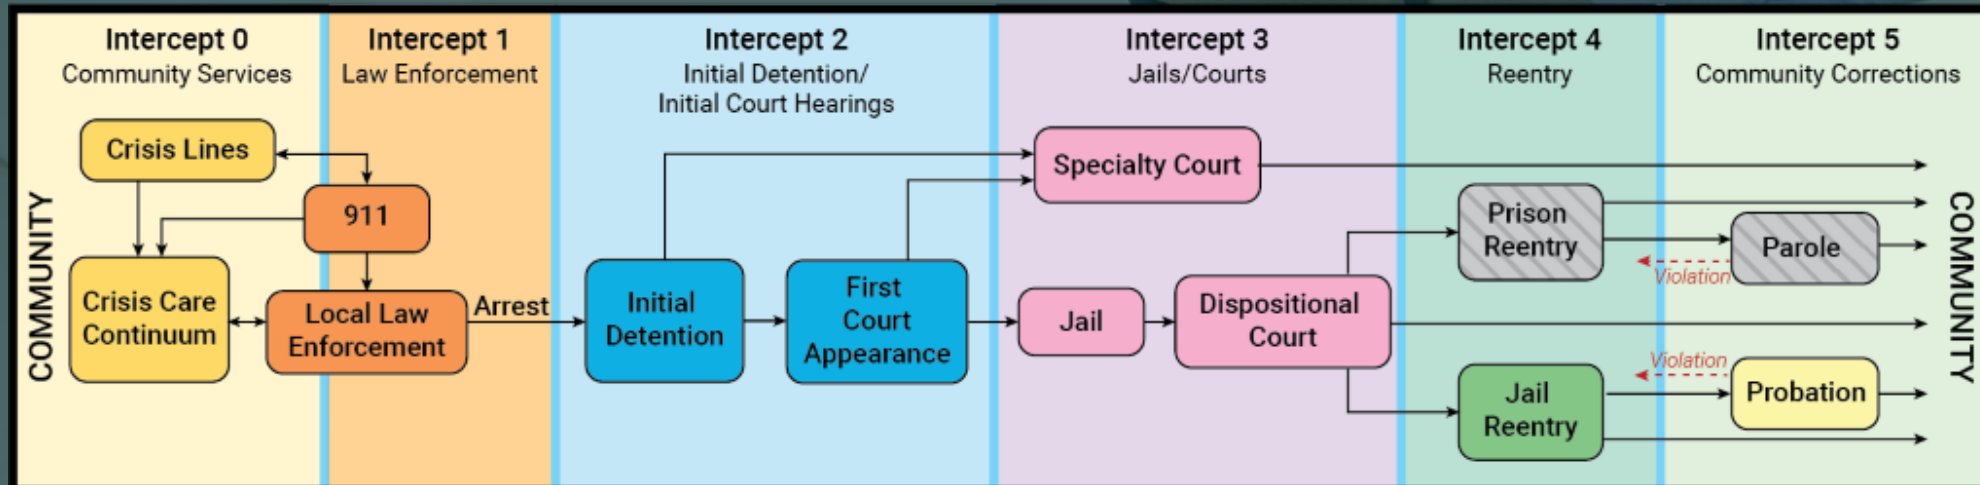 Intercept 0
Community Services
Intercept 1
Law Enforcement
Intercept 2
Initial Detention/
Initial Court Hearings
Intercept 3
Jails/Courts
Intercept 4
Reentry
Intercept 5
Community Corrections
COMMUNITY
Crisis Lines
911
Crisis Care
Continuum
Local Law
Enforcement
Arrest
Initial
Detention
First
Court
Appearance
Specialty Court
Jail
Dispositional
Court
Prison
Reentry
Parole
Violation
Violation
Jail
Reentry
Probation
COMMUNITY